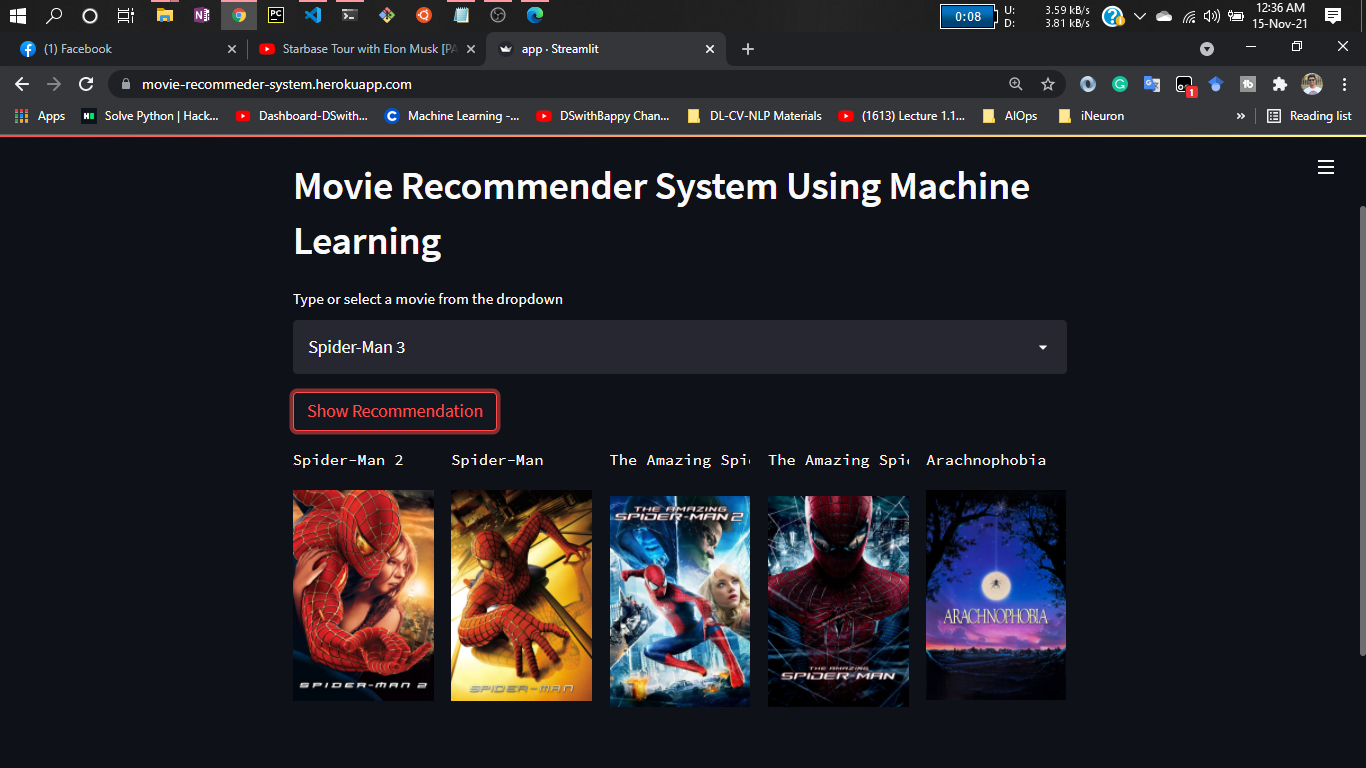 0:08
U: 3.59 kB/s
D: 3.81 kB/s
12:36 AM
15-Nov-21
(1) Facebook
Starbase Tour with Elon Musk [PA
app · Streamlit
movie-recommeder-system.herokuapp.com
1
Apps
Solve Python | Hack...
Dashboard-DSwith...
Machine Learning -...
DSwithBappy Chan...
DL-CV-NLP Materials
(1613) Lecture 1.1...
AIOps
iNeuron
»
Reading list
Movie Recommender System Using Machine
Learning
Type or select a movie from the dropdown
Spider-Man 3
Show Recommendation
Spider-Man 2
Spider-Man
The Amazing Spi
The Amazing Spi
Arachnophobia
SPIDER-MAN 2
SPIDER-MAN
THE AMAZING
SPIDER-MAN 2
THE AMAZING
SPIDER-MAN
ARACHNOPHOBIA